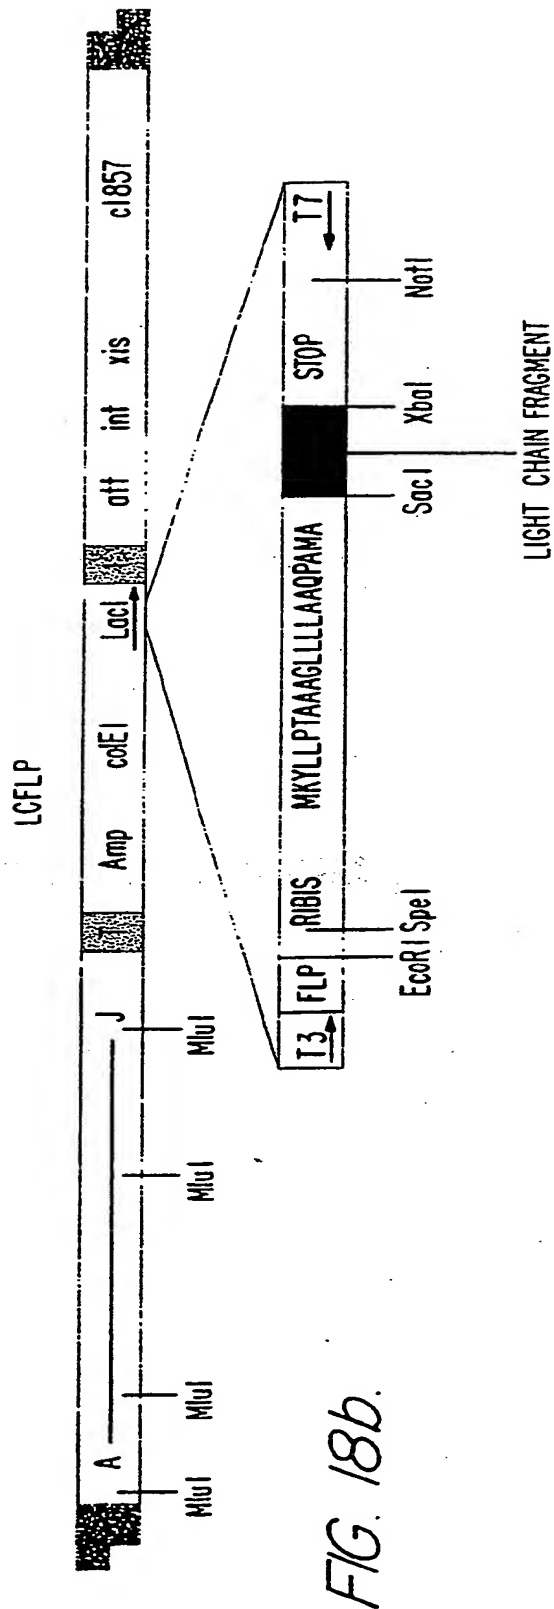 LCFLP
A J T Amp colE1 LacI T att int xis cI857
MluI MluI MluI MluI
T3 FLP RIBIS MKYLLPTAAAGLLLLAAQPAMA STOP T7
EcoRI SpeI SacI XbaI NotI
LIGHT CHAIN FRAGMENT
FIG. 18b.